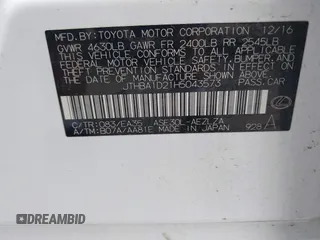 MFD.BY: TOYOTA MOTOR CORPORATION 12/16
GVWR 4630LB GAWR FR 2400LB RR 2545LB
THIS VEHICLE CONFORMS TO ALL APPLICABLE
FEDERAL MOTOR VEHICLE SAFETY, BUMPER, AND
THEFT PREVENTION STANDARDS IN EFFECT ON
THE DATE OF MANUFACTURE SHOWN ABOVE.
JTHBA1D21H5043573 PASS.CAR
C/TR: 083/EA35 ASE30L-AEZLZA
A/TM: B07A/AA81E MADE IN JAPAN 928 A
DREAMBID